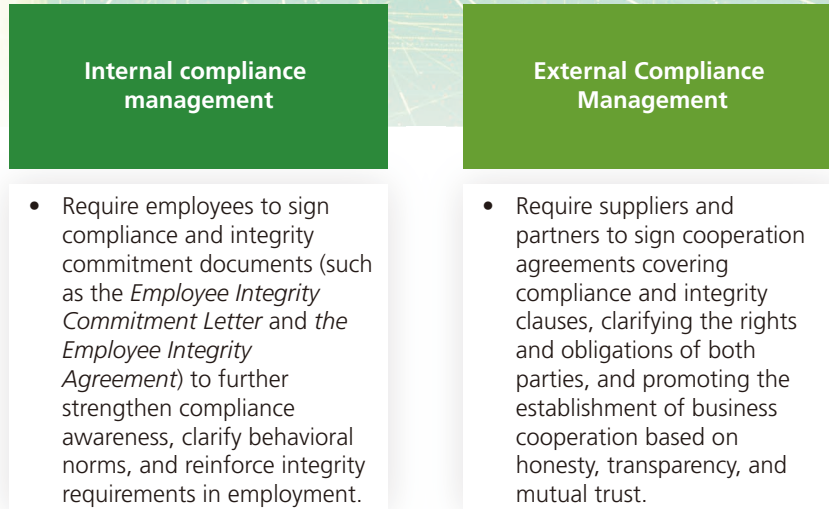 Internal compliance
management
• Require employees to sign
compliance and integrity
commitment documents (such
as the Employee Integrity
Commitment Letter and the
Employee Integrity
Agreement) to further
strengthen compliance
awareness, clarify behavioral
norms, and reinforce integrity
requirements in employment.
External Compliance
Management
• Require suppliers and
partners to sign cooperation
agreements covering
compliance and integrity
clauses, clarifying the rights
and obligations of both
parties, and promoting the
establishment of business
cooperation based on
honesty, transparency, and
mutual trust.